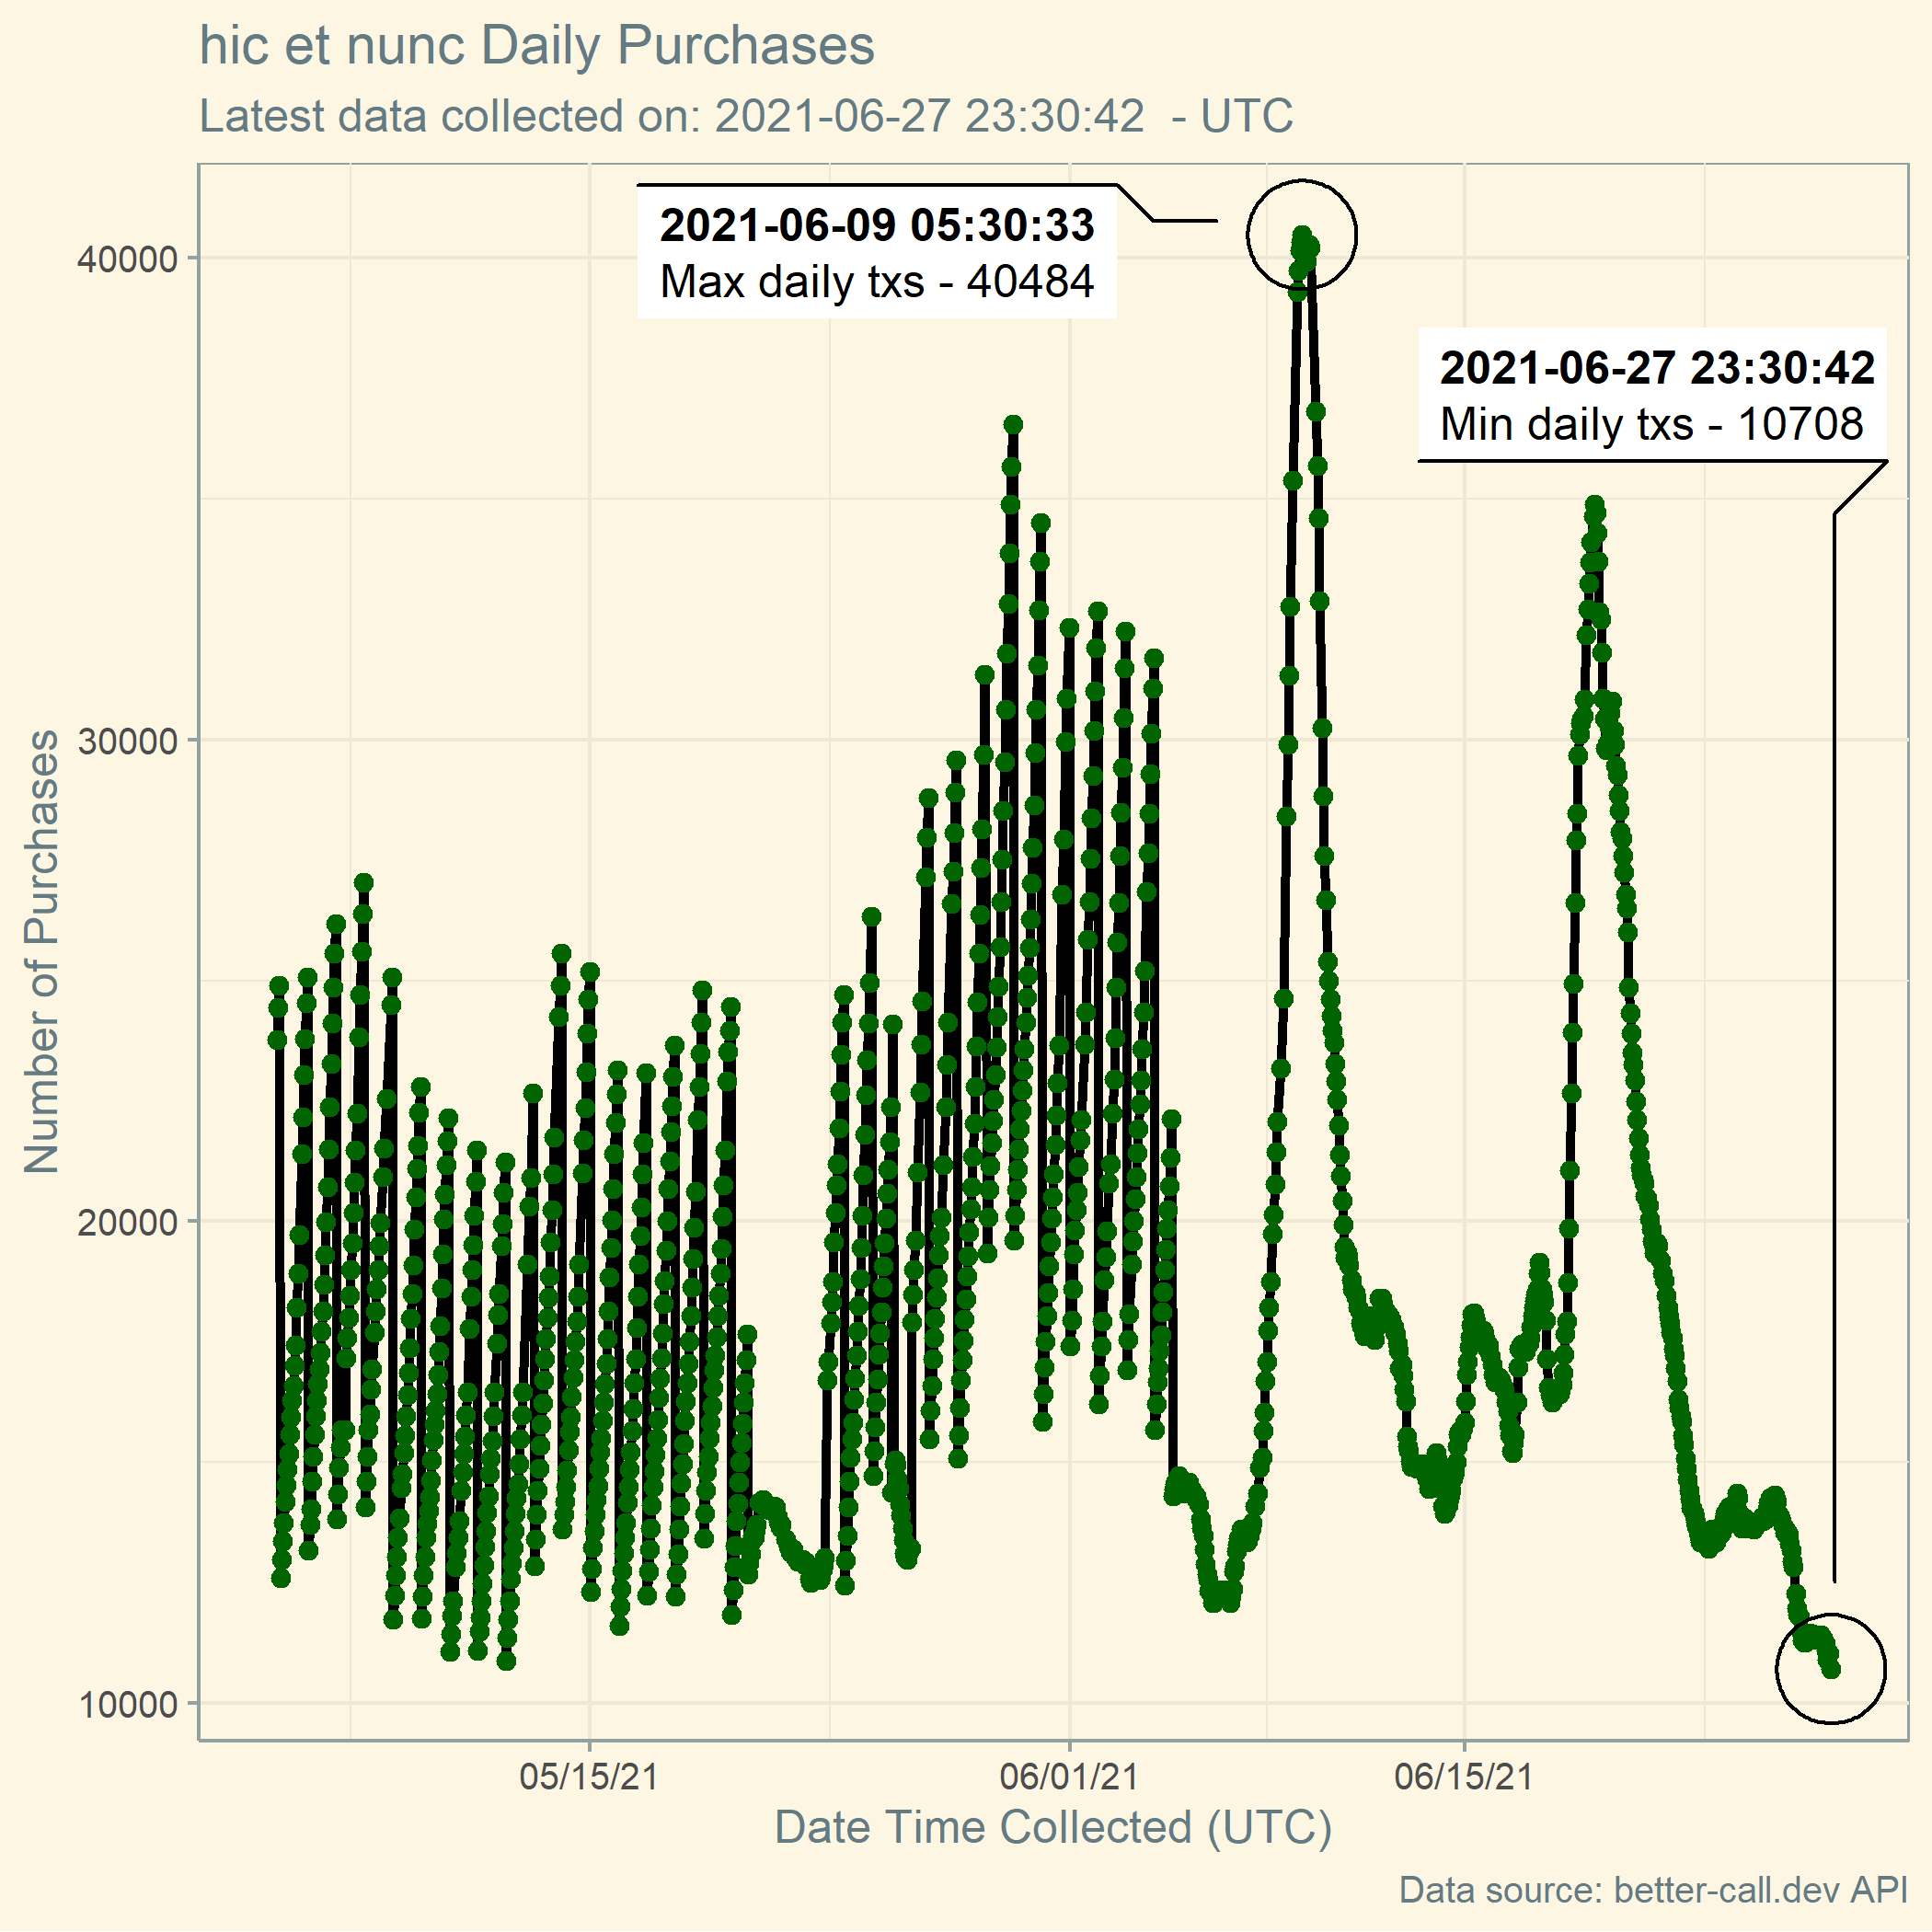 hic et nunc Daily Purchases
Latest data collected on: 2021-06-27 23:30:42  - UTC
2021-06-09 05:30:33
Max daily txs - 40484
2021-06-27 23:30:42
Min daily txs - 10708
Number of Purchases
40000
30000
20000
10000
05/15/21
06/01/21
06/15/21
Date Time Collected (UTC)
Data source: better-call.dev API